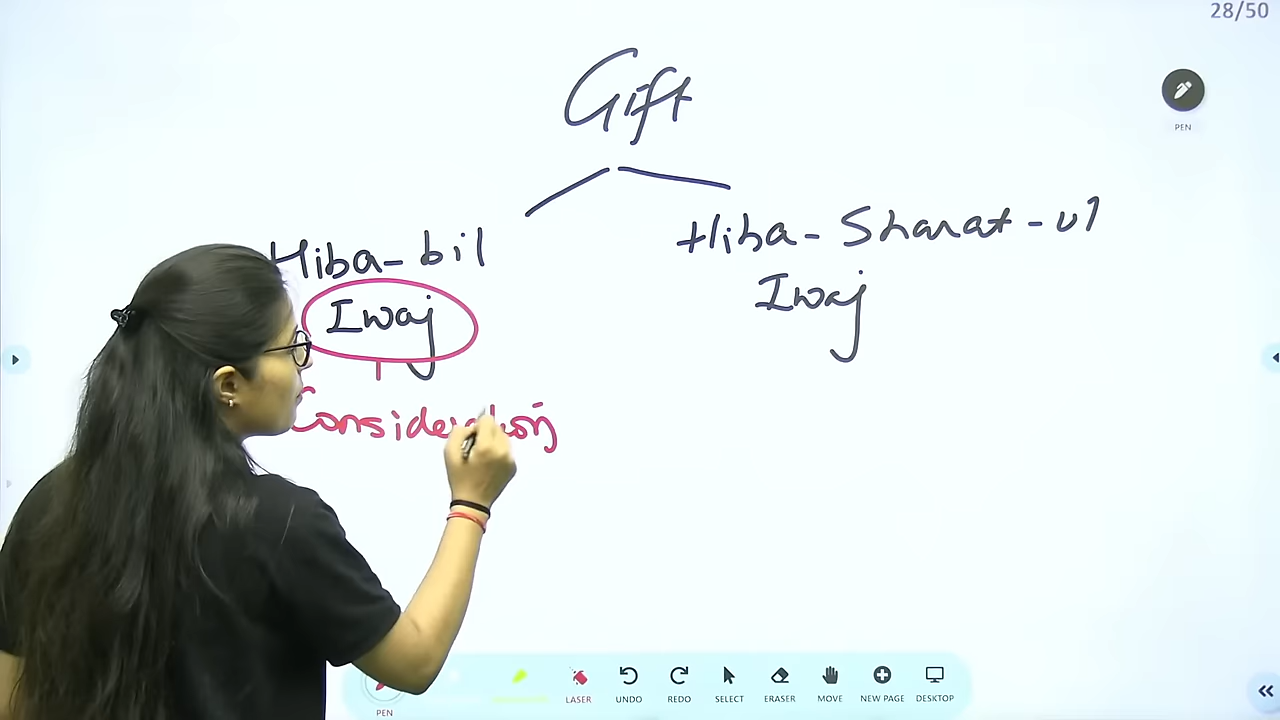 28/50
Gift
PEN
Hiba-bil
Iwaj
Hiba-Sharat-ul
Iwaj
Consideration
PEN
LASER
UNDO
REDO
SELECT
ERASER
MOVE
NEW PAGE
DESKTOP